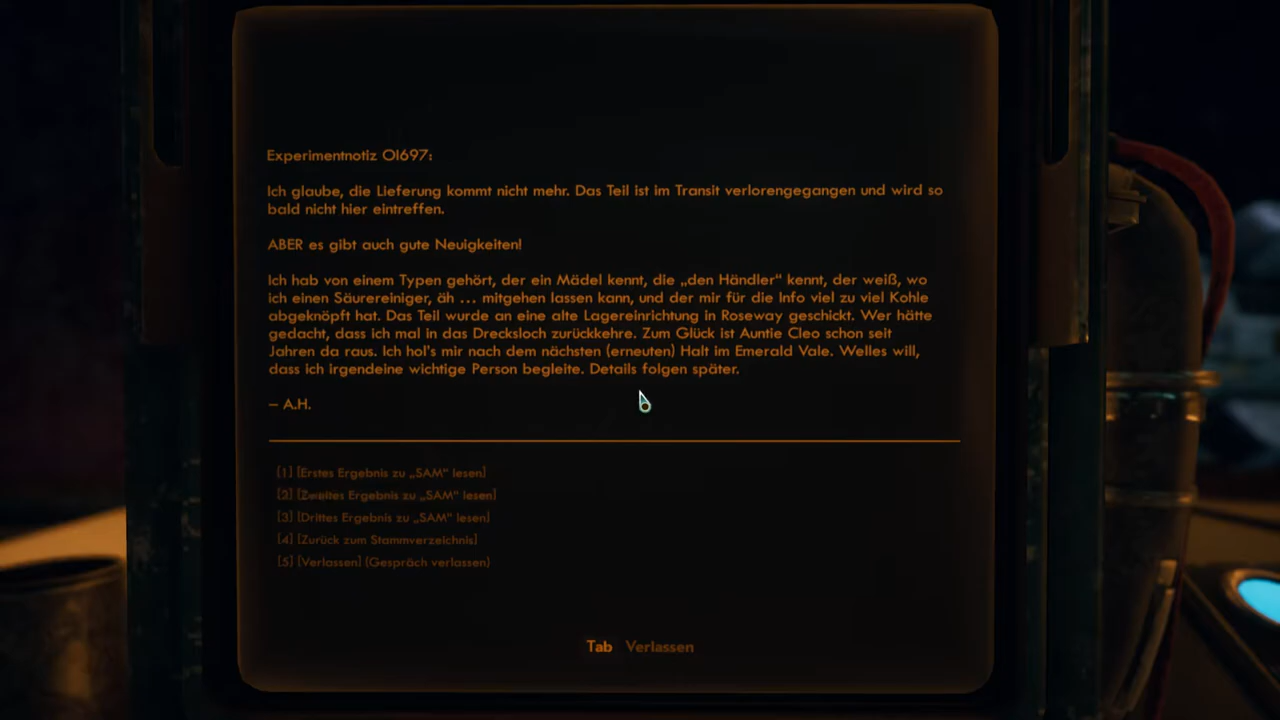 Experimentnotiz 01697:
Ich glaube, die Lieferung kommt nicht mehr. Das Teil ist im Transit verlorengegangen und wird so
bald nicht hier eintreffen.
ABER es gibt auch gute Neuigkeiten!
Ich hab von einem Typen gehört, der ein Mädel kennt, die „den Händler“ kennt, der weiß, wo
ich einen Säurereiniger, äh … mitgehen lassen kann, und der mir für die Info viel zu viel Kohle
abgeknöpft hat. Das Teil wurde an eine alte Lagereinrichtung in Roseway geschickt. Wer hätte
gedacht, dass ich mal in das Drecksloch zurückkehre. Zum Glück ist Auntie Cleo schon seit
Jahren da raus. Ich hol's mir nach dem nächsten (erneuten) Halt im Emerald Vale. Welles will,
dass ich irgendeine wichtige Person begleite. Details folgen später.
– A.H.
[1] [Erstes Ergebnis zu „SAM“ lesen]
[2] [Zweites Ergebnis zu „SAM“ lesen]
[3] [Drittes Ergebnis zu „SAM“ lesen]
[4] [Zurück zum Stammverzeichnis]
[5] [Verlassen] (Gespräch verlassen)
Tab Verlassen